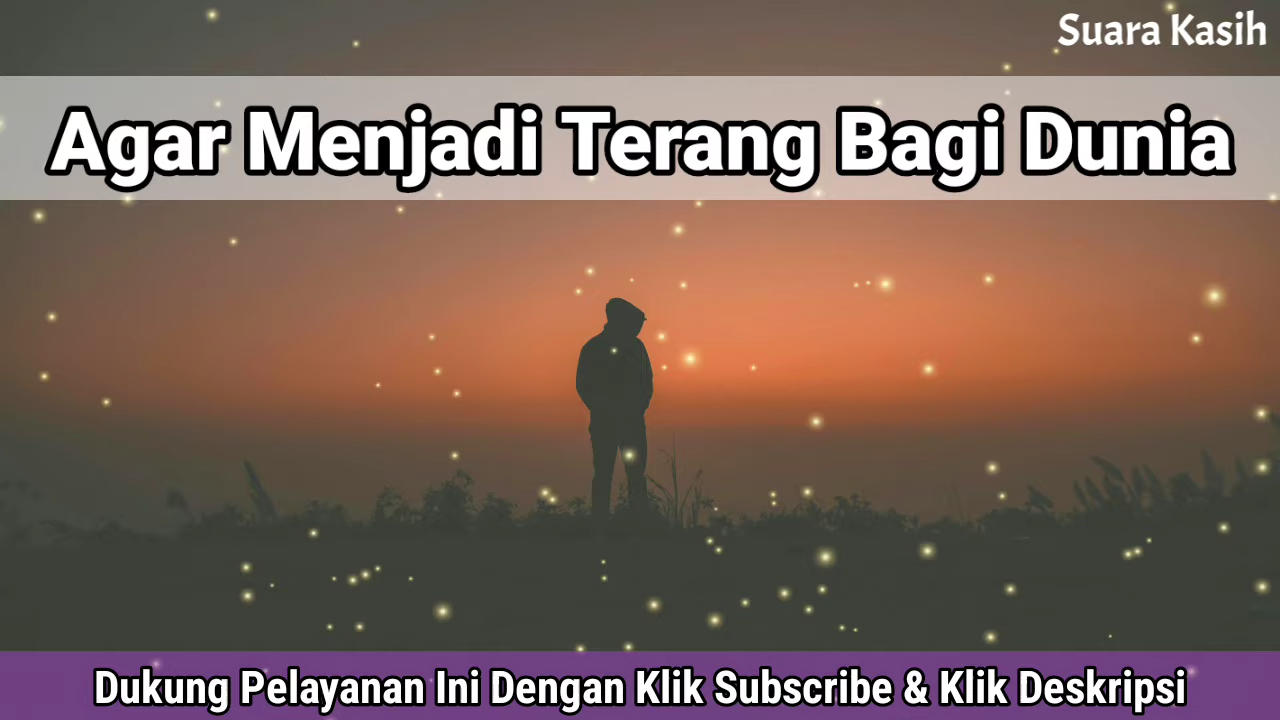 Suara Kasih
Agar Menjadi Terang Bagi Dunia
Dukung Pelayanan Ini Dengan Klik Subscribe & Klik Deskripsi